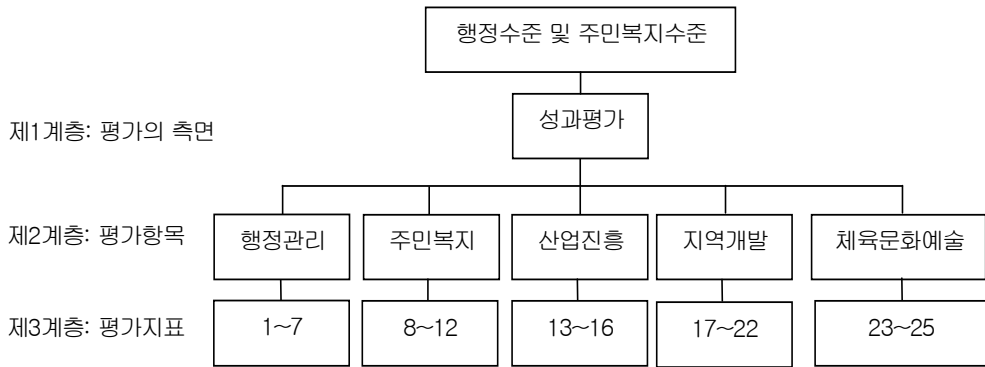 행정수준 및 주민복지수준
제1계층: 평가의 측면
성과평가
제2계층: 평가항목
행정관리
주민복지
산업진흥
지역개발
체육문화예술
제3계층: 평가지표
1~7
8~12
13~16
17~22
23~25